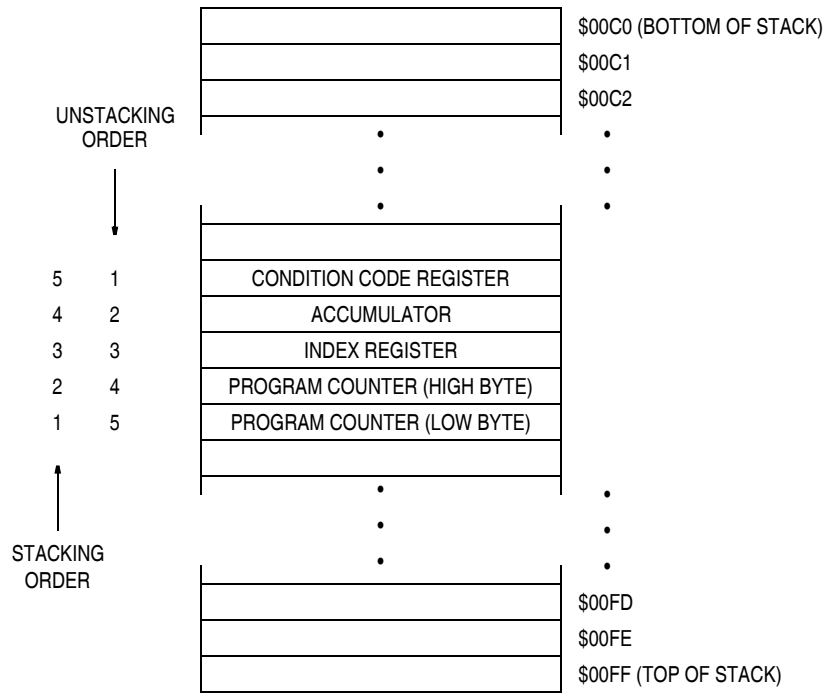 $00C0 (BOTTOM OF STACK)
$00C1
$00C2
UNSTACKING
ORDER
5 1 CONDITION CODE REGISTER
4 2 ACCUMULATOR
3 3 INDEX REGISTER
2 4 PROGRAM COUNTER (HIGH BYTE)
1 5 PROGRAM COUNTER (LOW BYTE)
STACKING
ORDER
$00FD
$00FE
$00FF (TOP OF STACK)